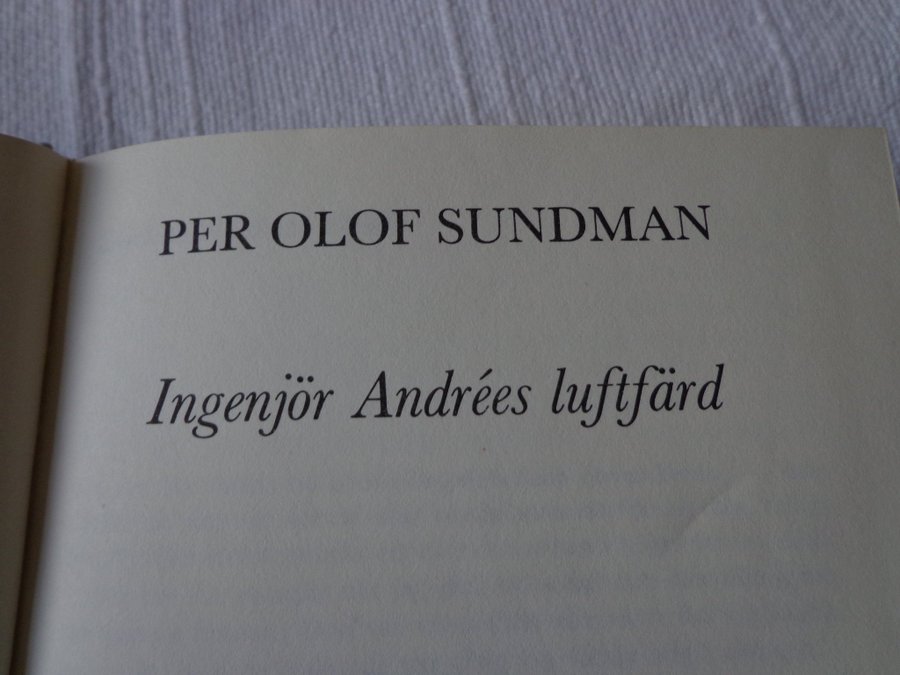 PER OLOF SUNDMAN
Ingenjör Andrées luftfärd